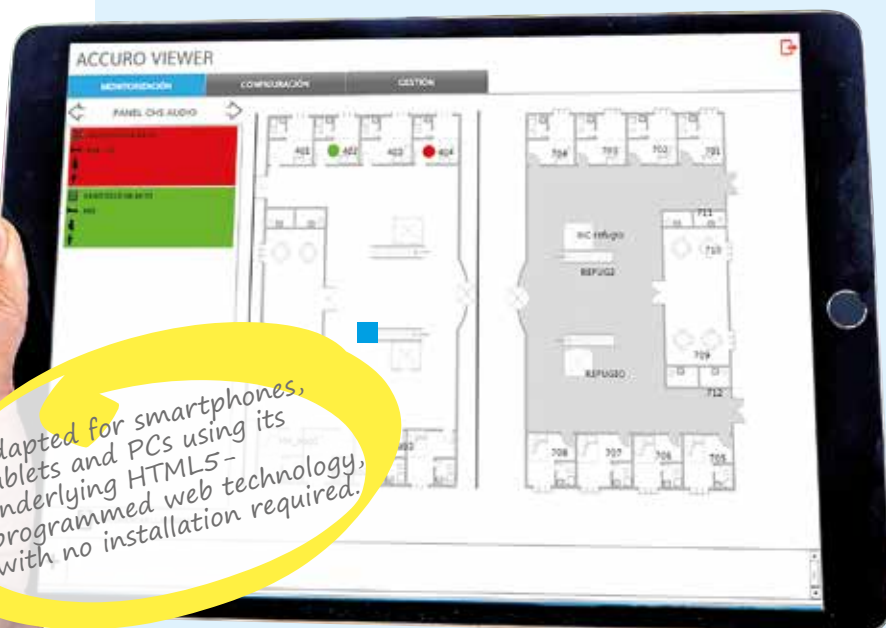 ACCURO VIEWER
MONITORIZACIÓN CONFIGURACIÓN GESTIÓN
PANEL CHS AUDIO
401 402 403 404
704 703 702 701
711
710
REFUGE
709
REFUGIO
712
708 707 706 705
dapted for smartphones,
ablets and PCs using its
nderlying HTML5-
programmed web technology,
with no installation required.